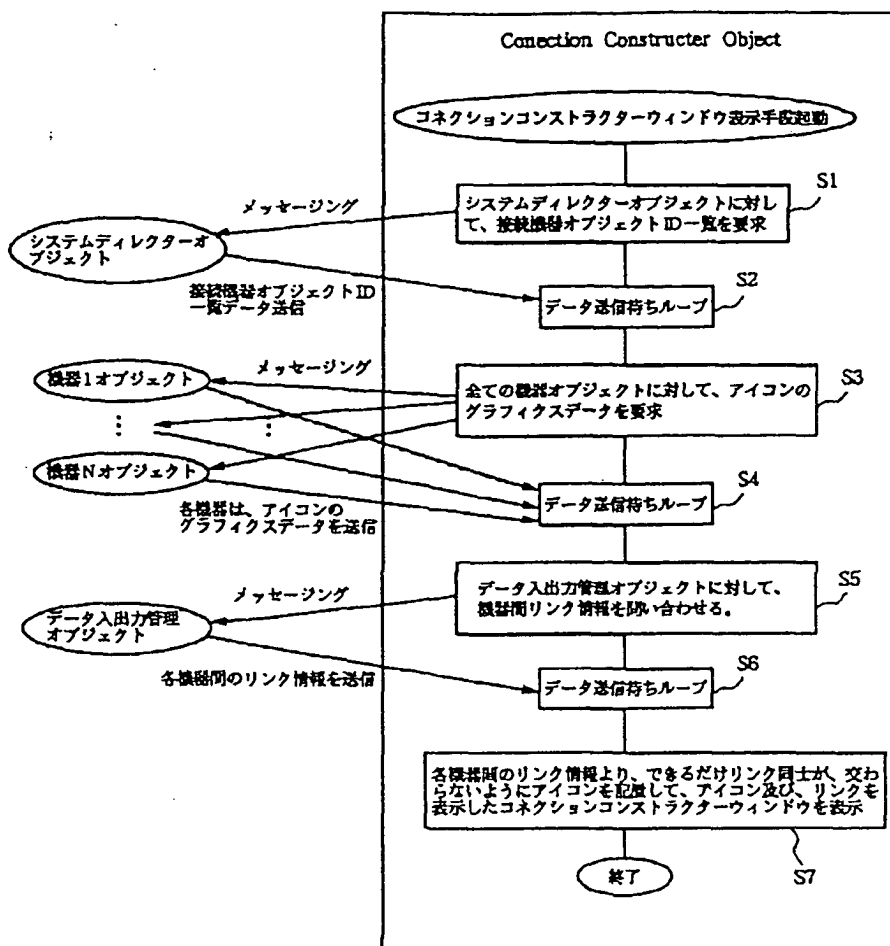 Conection Constructer Object
コネクションコンストラクターウィンドウ表示手段起動
S1
メッセージング
システムディレクターオブジェクトに対し
て、接続機器オブジェクトID一覧を要求
システムディレクターオ
ブジェクト
S2
接続機器オブジェクトID
一覧データ送信
データ送信待ちループ
メッセージング
S3
機器1オブジェクト
全ての機器オブジェクトに対して、アイコンの
グラフィクスデータを要求
機器Nオブジェクト
S4
各機器は、アイコンの
グラフィクスデータを送信
データ送信待ちループ
メッセージング
S5
データ入出力管理オブジェクトに対して、
機器間リンク情報を問い合わせる。
データ入出力管理
オブジェクト
S6
各機器間のリンク情報を送信
データ送信待ちループ
各機器間のリンク情報より、できるだけリンク同士が、交わ
らないようにアイコンを配置して、アイコン及び、リンクを
表示したコネクションコンストラクターウィンドウを表示
S7
終了